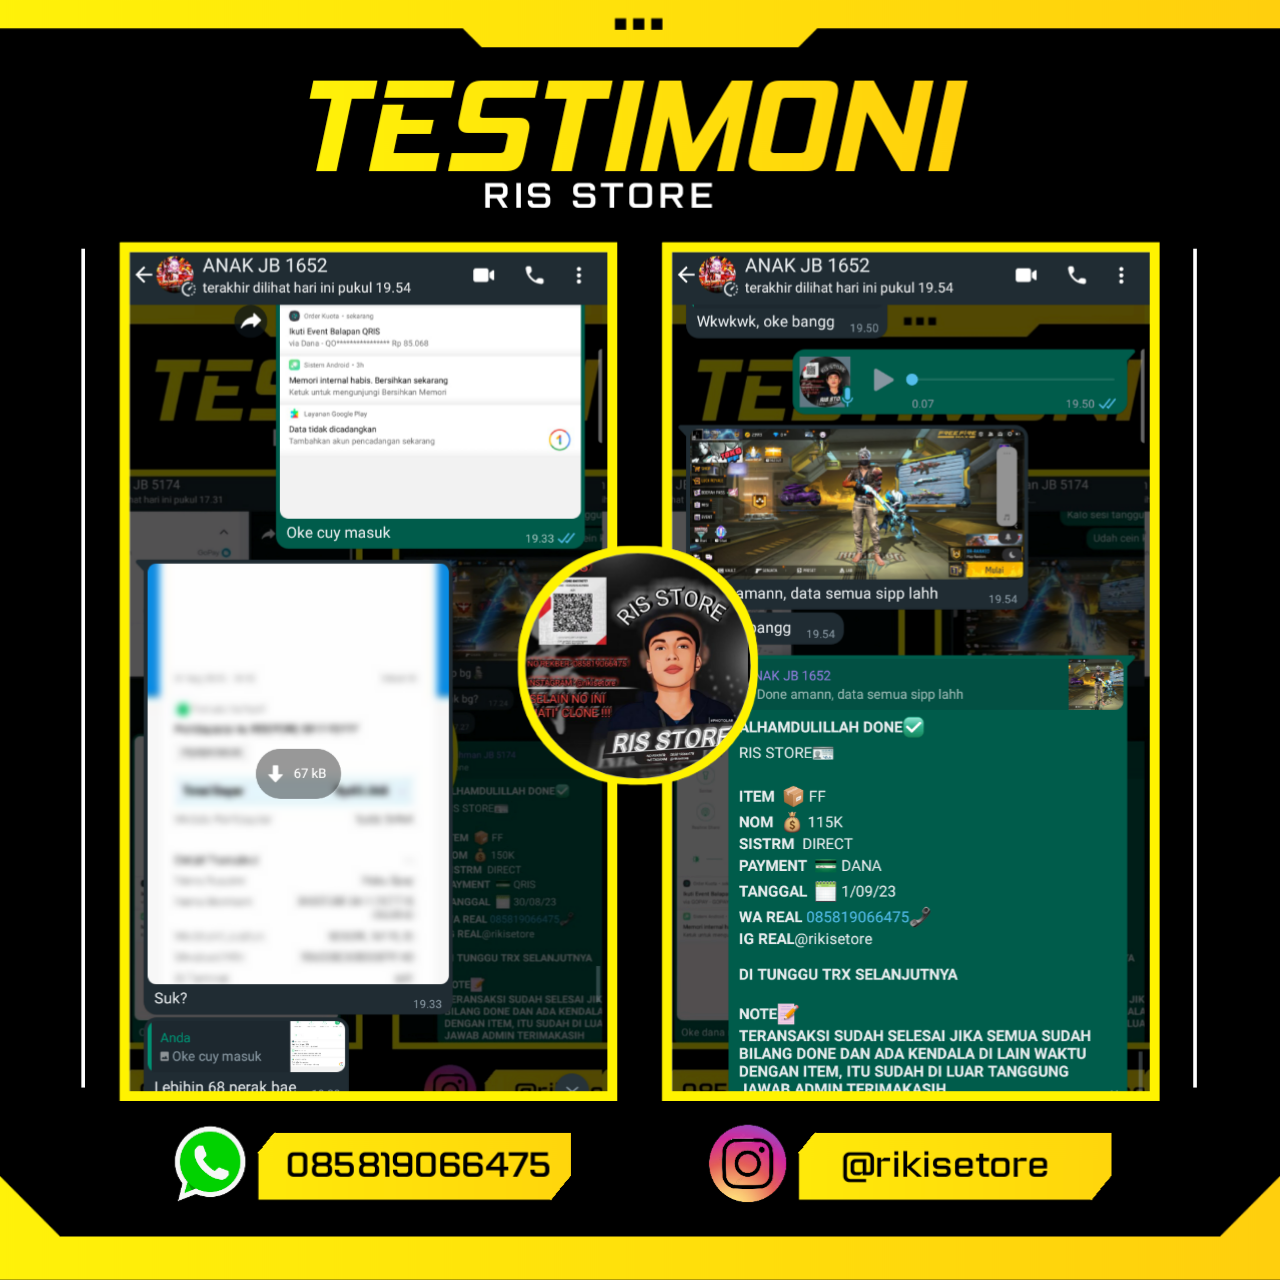 TESTIMONI
RIS STORE
ANAK JB 1652
terakhir dilihat hari ini pukul 19.54
Order Kuota • sekarang
Ikuti Event Balapan QRIS
via Dana - QO**************** Rp 85.068
Sistem Android • 3h
Memori internal habis. Bersihkan sekarang
Ketuk untuk mengunjungi Bersihkan Memori
Layanan Google Play
Data tidak dicadangkan
Tambahkan akun pencadangan sekarang
Oke cuy masuk
19.33
67 kB
Suk?
19.33
Anda
Oke cuy masuk
Lebihin 68 perak bae
ANAK JB 1652
terakhir dilihat hari ini pukul 19.54
Wkwkwk, oke bangg
19.50
0.07
19.50
Mulai
amann, data semua sipp lahh
19.54
bangg
19.54
NAK JB 1652
Done amann, data semua sipp lahh
ALHAMDULILLAH DONE✅
RIS STORE🪪
ITEM 📦 FF
NOM 💰 115K
SISTRM DIRECT
PAYMENT 💳 DANA
TANGGAL 🗓 1/09/23
WA REAL 085819066475
IG REAL@rikisetore
DI TUNGGU TRX SELANJUTNYA
NOTE📝
TERANSAKSI SUDAH SELESAI JIKA SEMUA SUDAH
BILANG DONE DAN ADA KENDALA DI LAIN WAKTU
DENGAN ITEM, ITU SUDAH DI LUAR TANGGUNG
JAWAB ADMIN TERIMAKASIH
RIS STORE
NO REKBER : 085819066475
INSTAGRAM : @rikisetore
SELAIN NO INI
CLONE !!!
RIS STORE
085819066475
@rikisetore